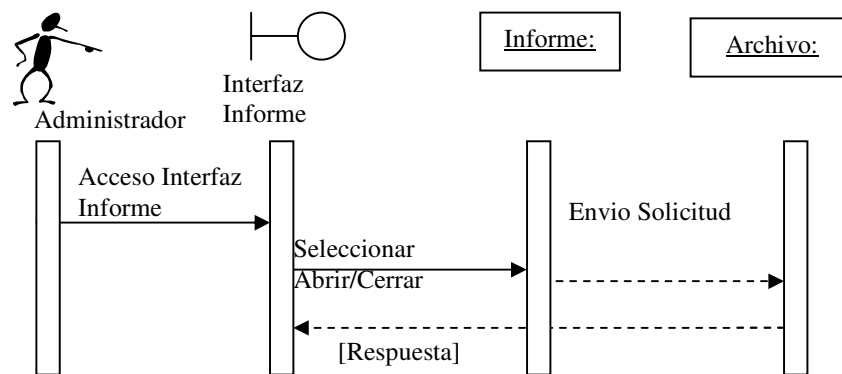 Informe:
Archivo:
Interfaz
Informe
Administrador
Acceso Interfaz
Informe
Envio Solicitud
Seleccionar
Abrir/Cerrar
[Respuesta]